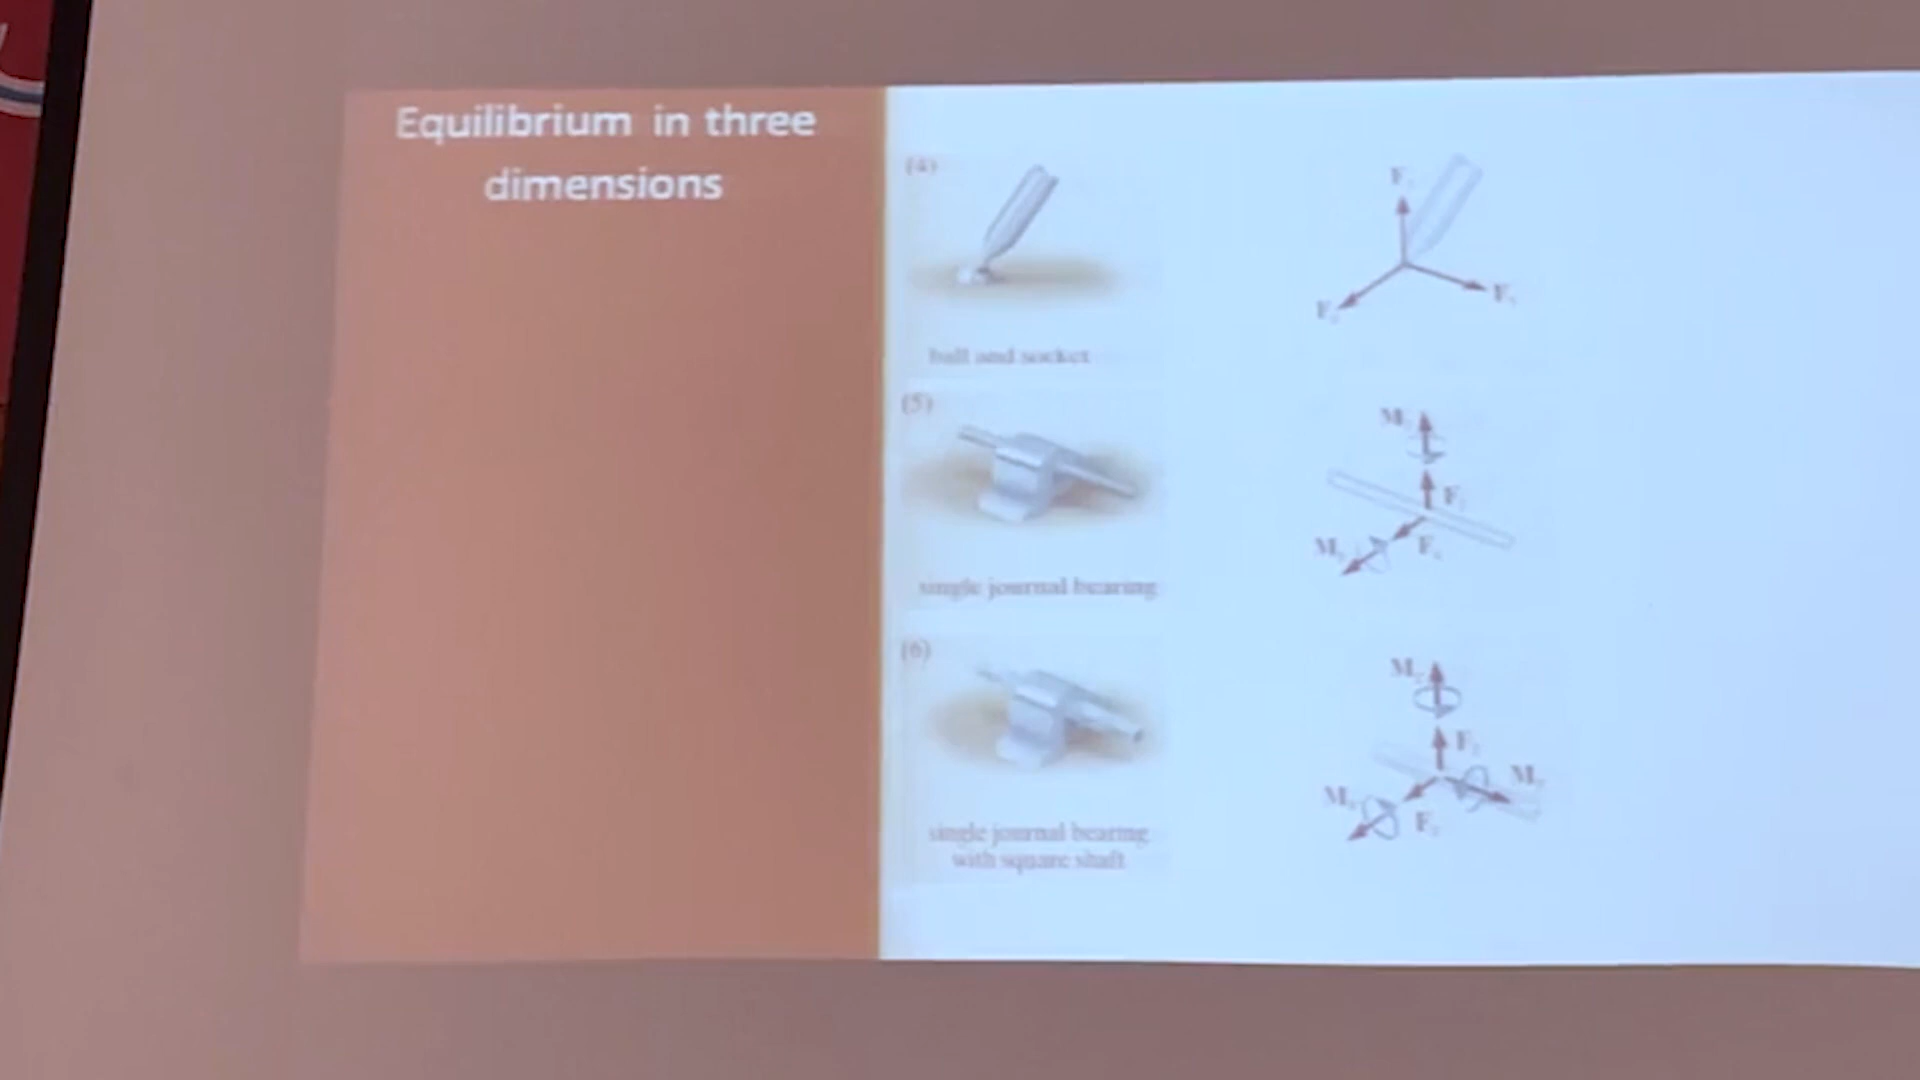 Equilibrium in three
dimensions
(4)
ball and socket
(5)
single journal bearing
(6)
single journal bearing
with square shaft